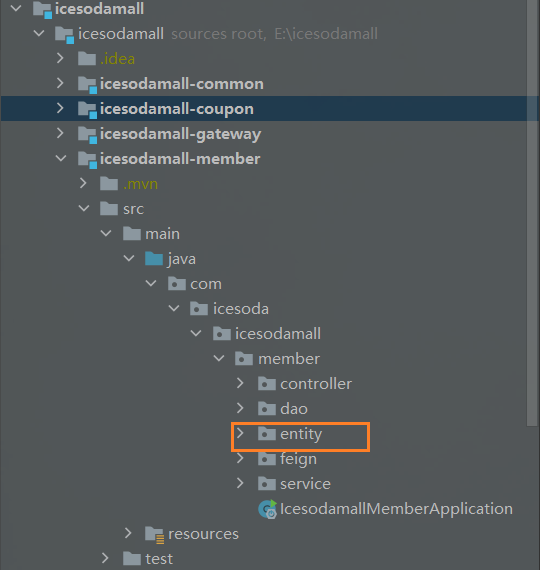 icesodamall
icesodamall sources root, E:\icesodamall
.idea
icesodamall-common
icesodamall-coupon
icesodamall-gateway
icesodamall-member
.mvn
src
main
java
com
icesoda
icesodamall
member
controller
dao
entity
feign
service
IcesodamallMemberApplication
resources
test